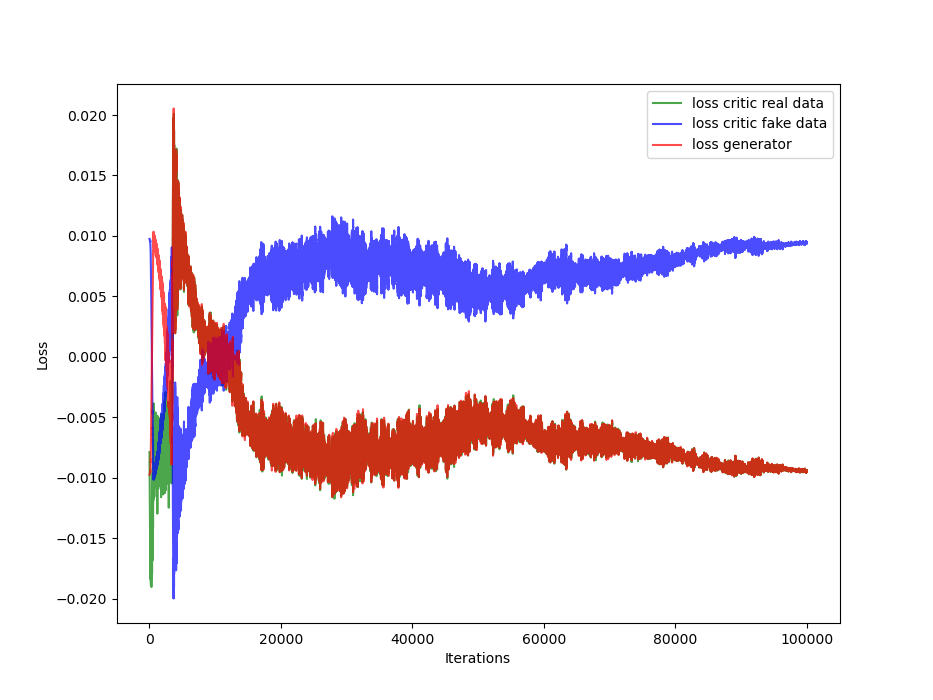 loss critic real data
loss critic fake data
loss generator
0.020
0.015
0.010
0.005
0.000
−0.005
−0.010
−0.015
−0.020
Loss
0 20000 40000 60000 80000 100000
Iterations